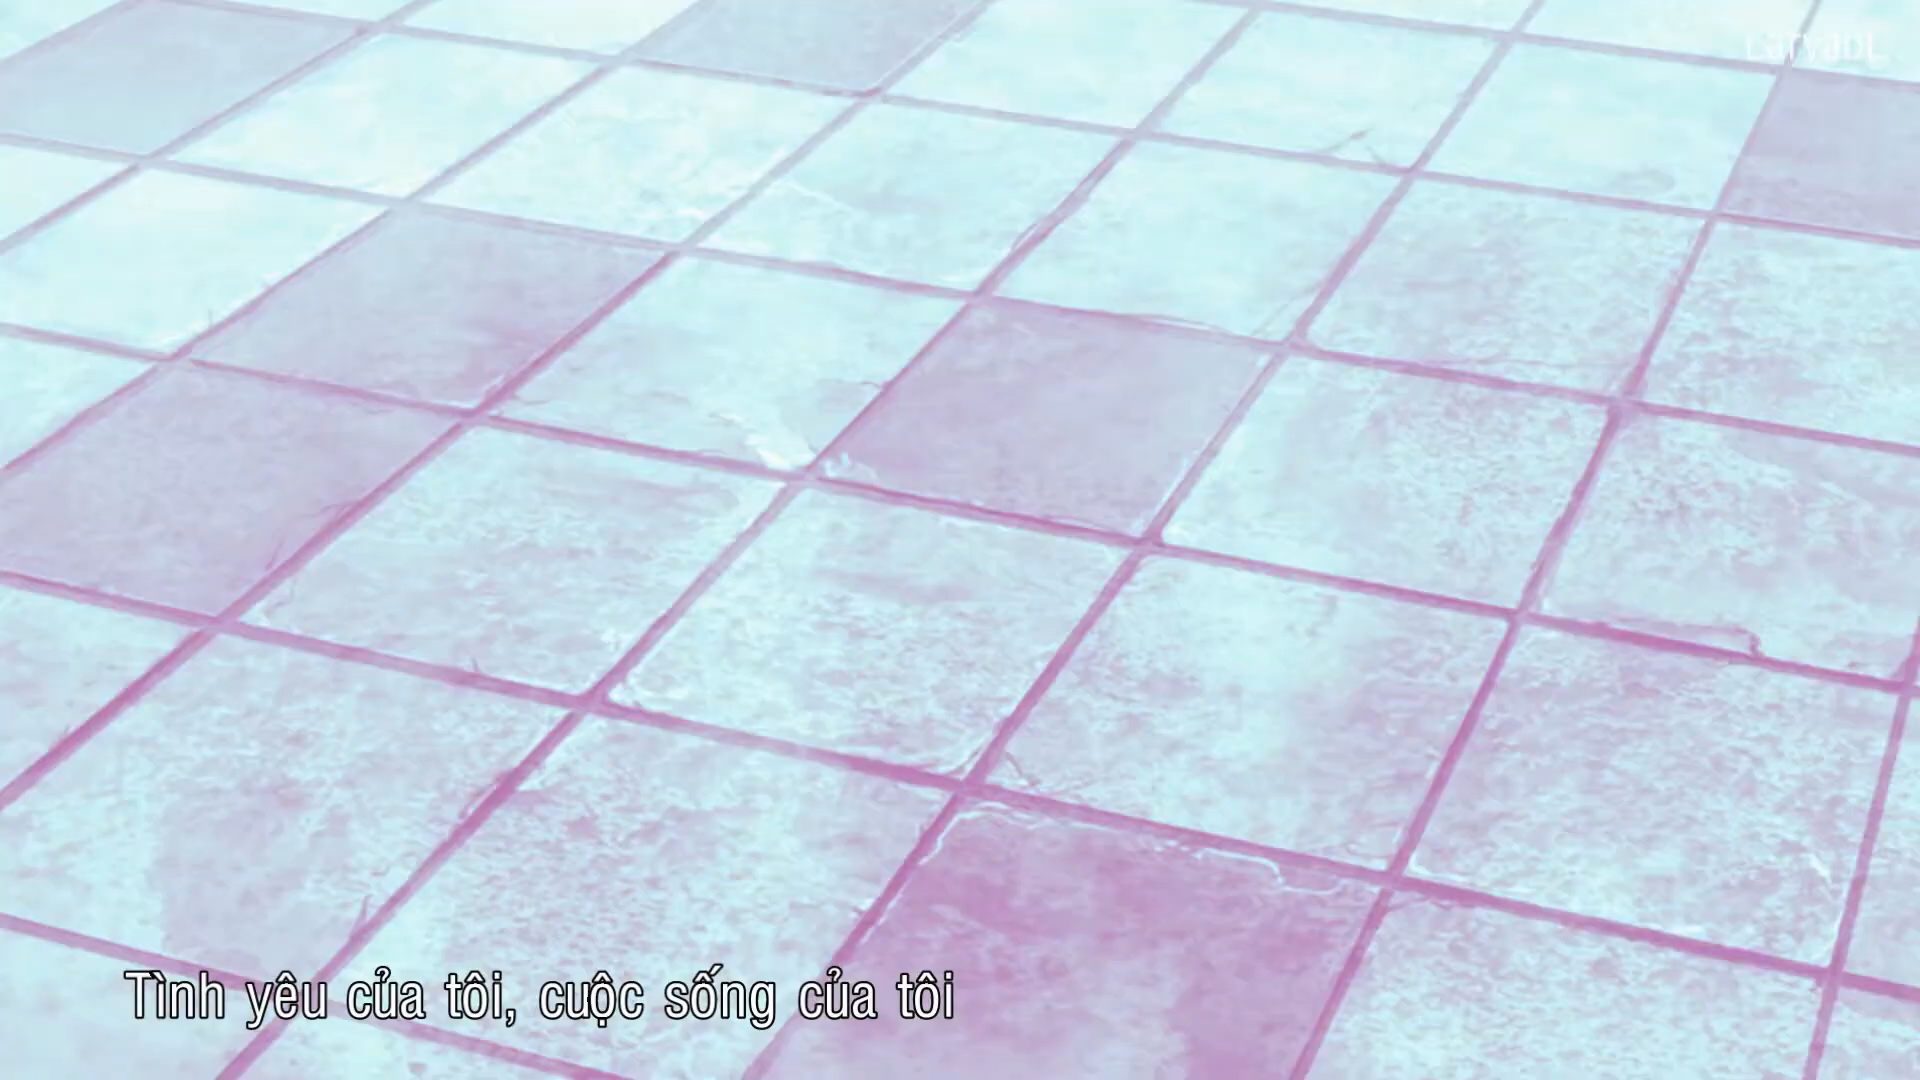 Tình yêu của tôi, cuộc sống của tôi